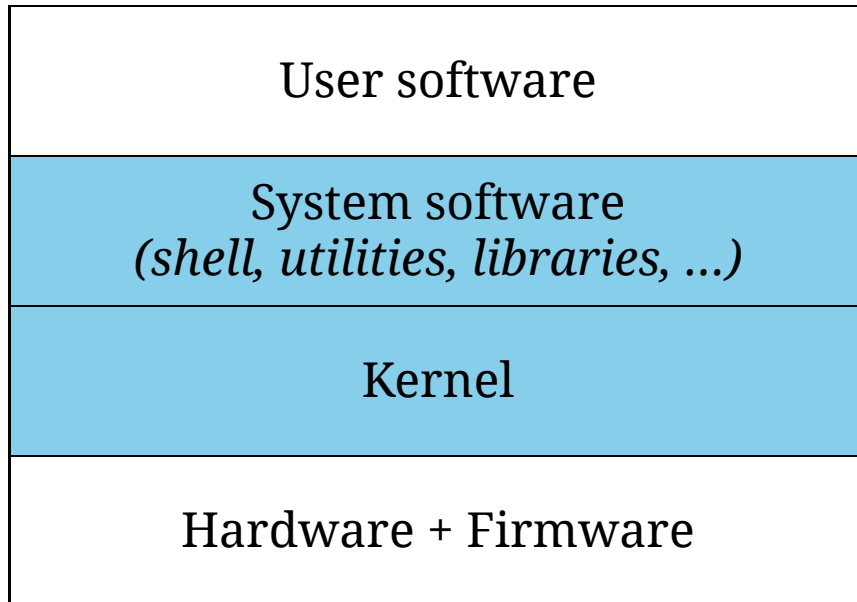 User software
System software
(shell, utilities, libraries, …)
Kernel
Hardware + Firmware